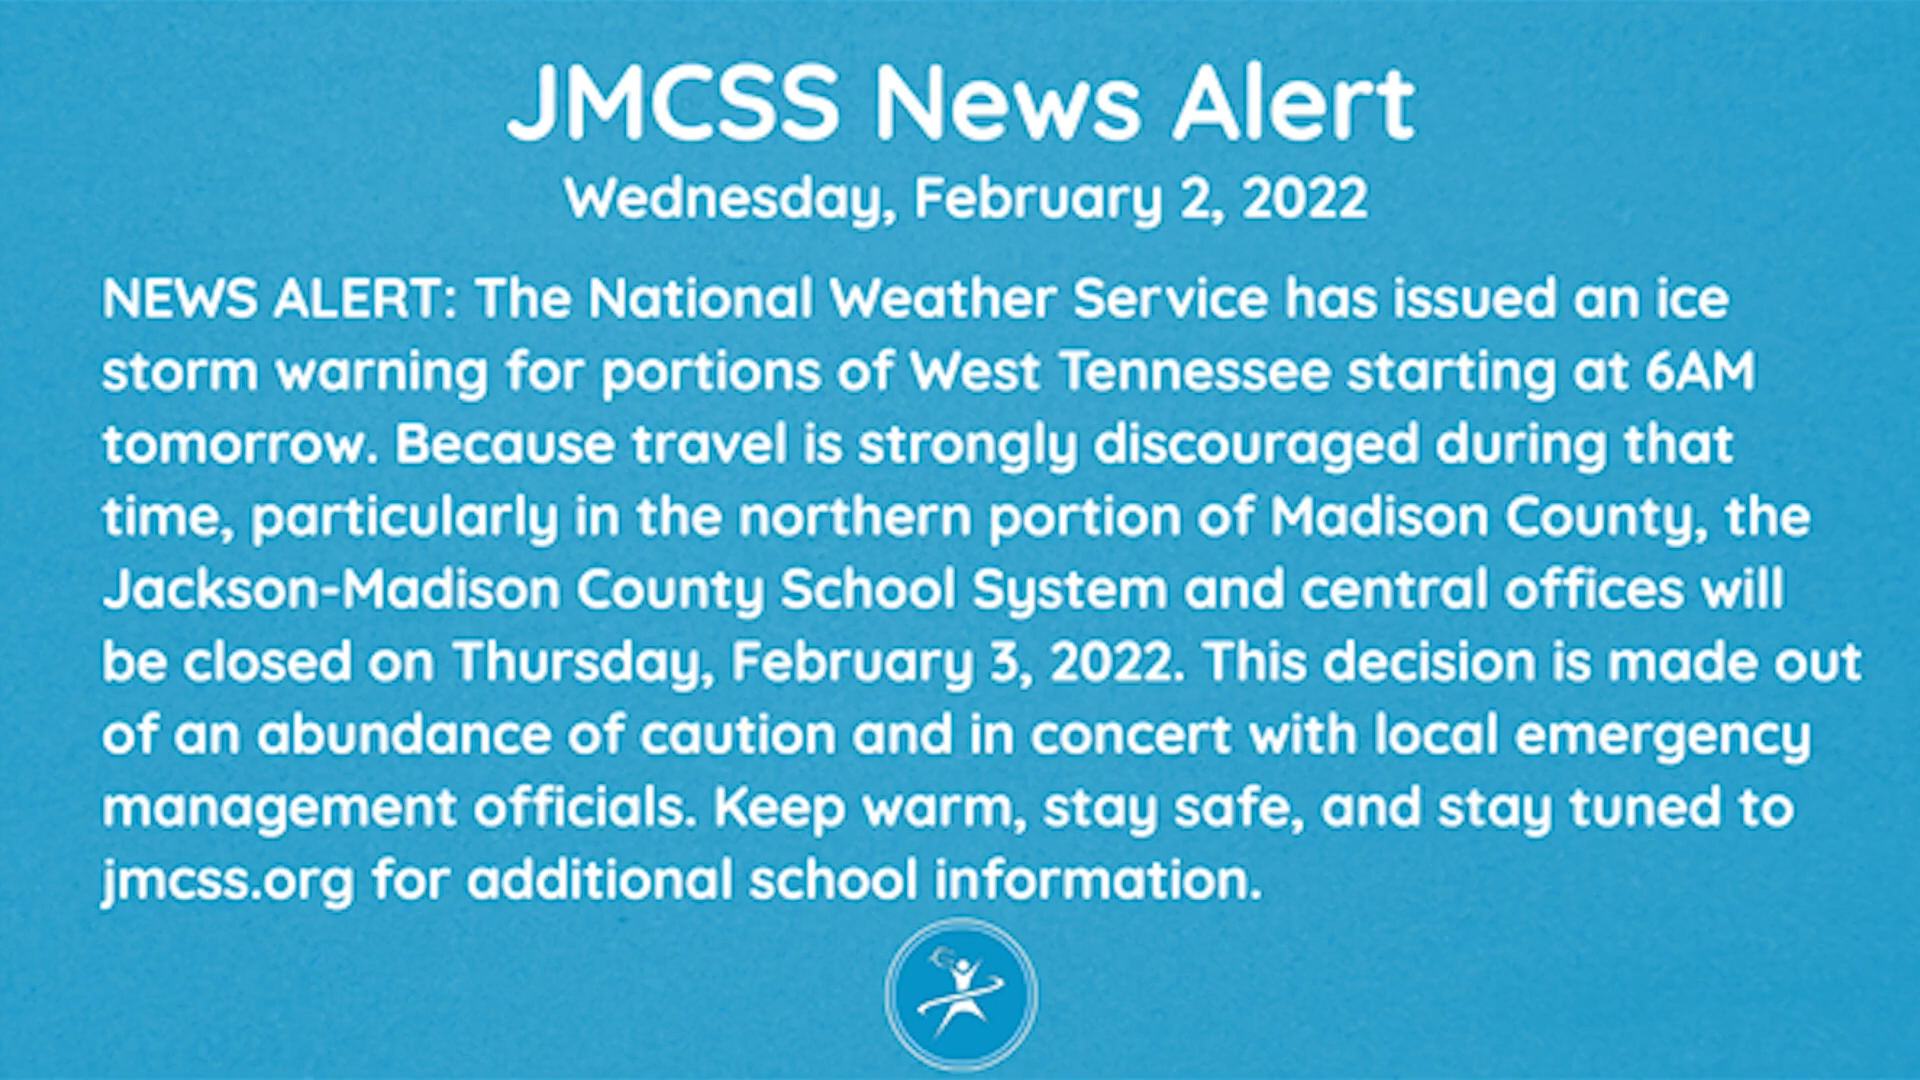 JMCSS News Alert
Wednesday, February 2, 2022
NEWS ALERT: The National Weather Service has issued an ice
storm warning for portions of West Tennessee starting at 6AM
tomorrow. Because travel is strongly discouraged during that
time, particularly in the northern portion of Madison County, the
Jackson-Madison County School System and central offices will
be closed on Thursday, February 3, 2022. This decision is made out
of an abundance of caution and in concert with local emergency
management officials. Keep warm, stay safe, and stay tuned to
jmcss.org for additional school information.